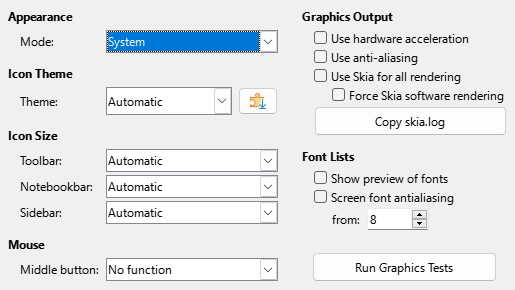 Appearance
Mode: System
Icon Theme
Theme: Automatic
Icon Size
Toolbar: Automatic
Notebookbar: Automatic
Sidebar: Automatic
Mouse
Middle button: No function
Graphics Output
Use hardware acceleration
Use anti-aliasing
Use Skia for all rendering
Force Skia software rendering
Copy skia.log
Font Lists
Show preview of fonts
Screen font antialiasing
from: 8
Run Graphics Tests